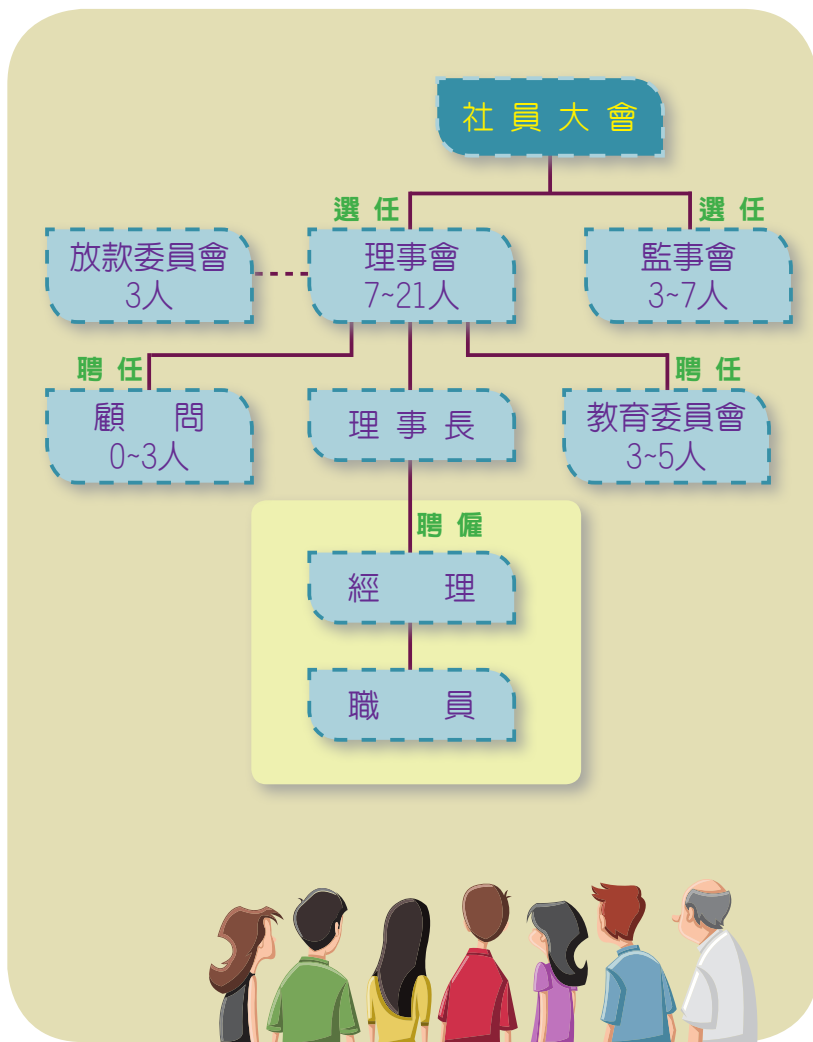 社員大會
選任
選任
放款委員會
3人
理事會
7~21人
監事會
3~7人
聘任
聘任
顧問
0~3人
理事長
教育委員會
3~5人
聘僱
經理
職員